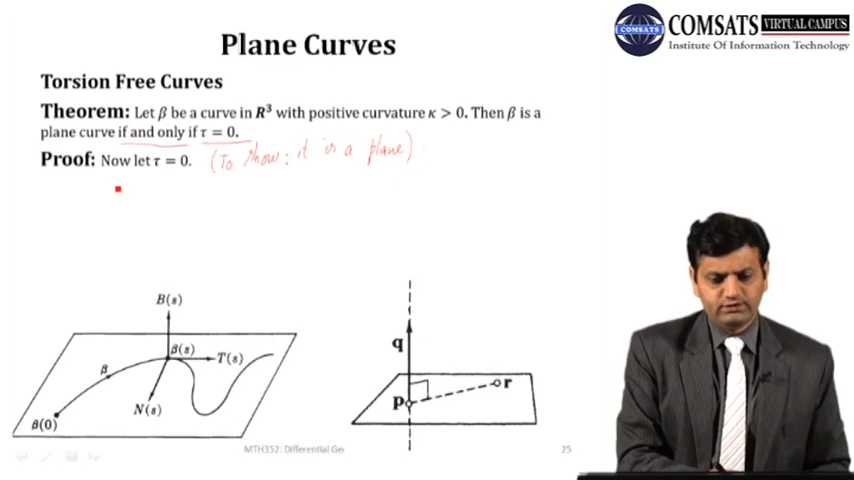 Plane Curves
COMSATS VIRTUAL CAMPUS
Institute Of Information Technology
COMSATS
Torsion Free Curves
Theorem: Let β be a curve in R³ with positive curvature κ > 0. Then β is a
plane curve if and only if τ = 0.
Proof: Now let τ = 0. (To show: it is a plane).
B(s)
β(s)
T(s)
β
N(s)
β(0)
q
p
r
MTH352: Differential Ge
25